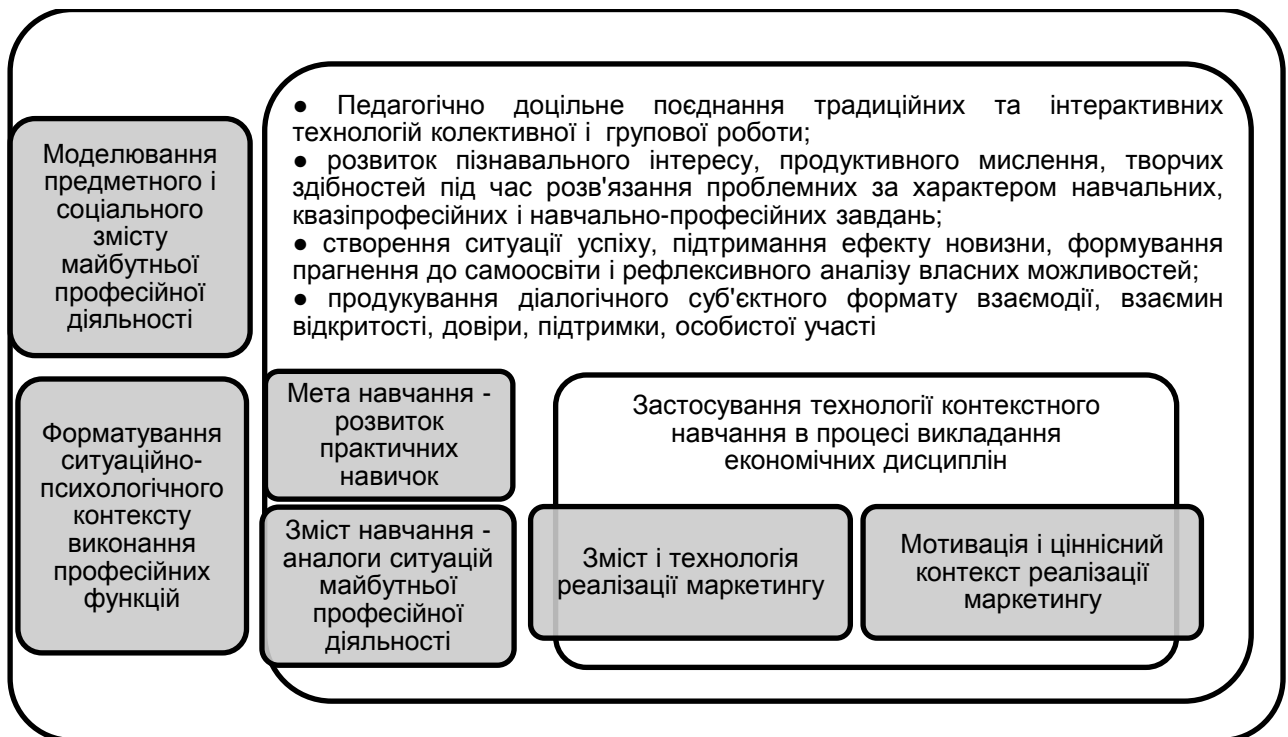 Моделювання
предметного і
соціального
змісту
майбутньої
професійної
діяльності
● Педагогічно доцільне поєднання традиційних та інтерактивних
технологій колективної і групової роботи;
● розвиток пізнавального інтересу, продуктивного мислення, творчих
здібностей під час розв'язання проблемних за характером навчальних,
квазіпрофесійних і навчально-професійних завдань;
● створення ситуації успіху, підтримання ефекту новизни, формування
прагнення до самоосвіти і рефлексивного аналізу власних можливостей;
● продукування діалогічного суб'єктного формату взаємодії, взаємин
відкритості, довіри, підтримки, особистої участі
Форматування
ситуаційно-
психологічного
контексту
виконання
професійних
функцій
Мета навчання -
розвиток
практичних
навичок
Зміст навчання -
аналоги ситуацій
майбутньої
професійної
діяльності
Застосування технології контекстного
навчання в процесі викладання
економічних дисциплін
Зміст і технологія
реалізації маркетингу
Мотивація і ціннісний
контекст реалізації
маркетингу